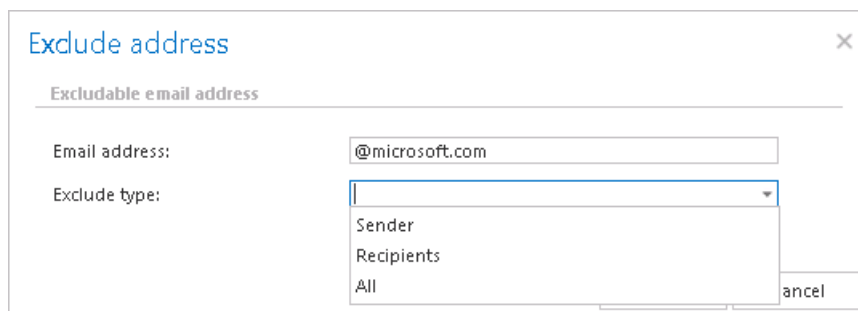 Exclude address
Excludable email address
Email address: @microsoft.com
Exclude type:
Sender
Recipients
All
ancel